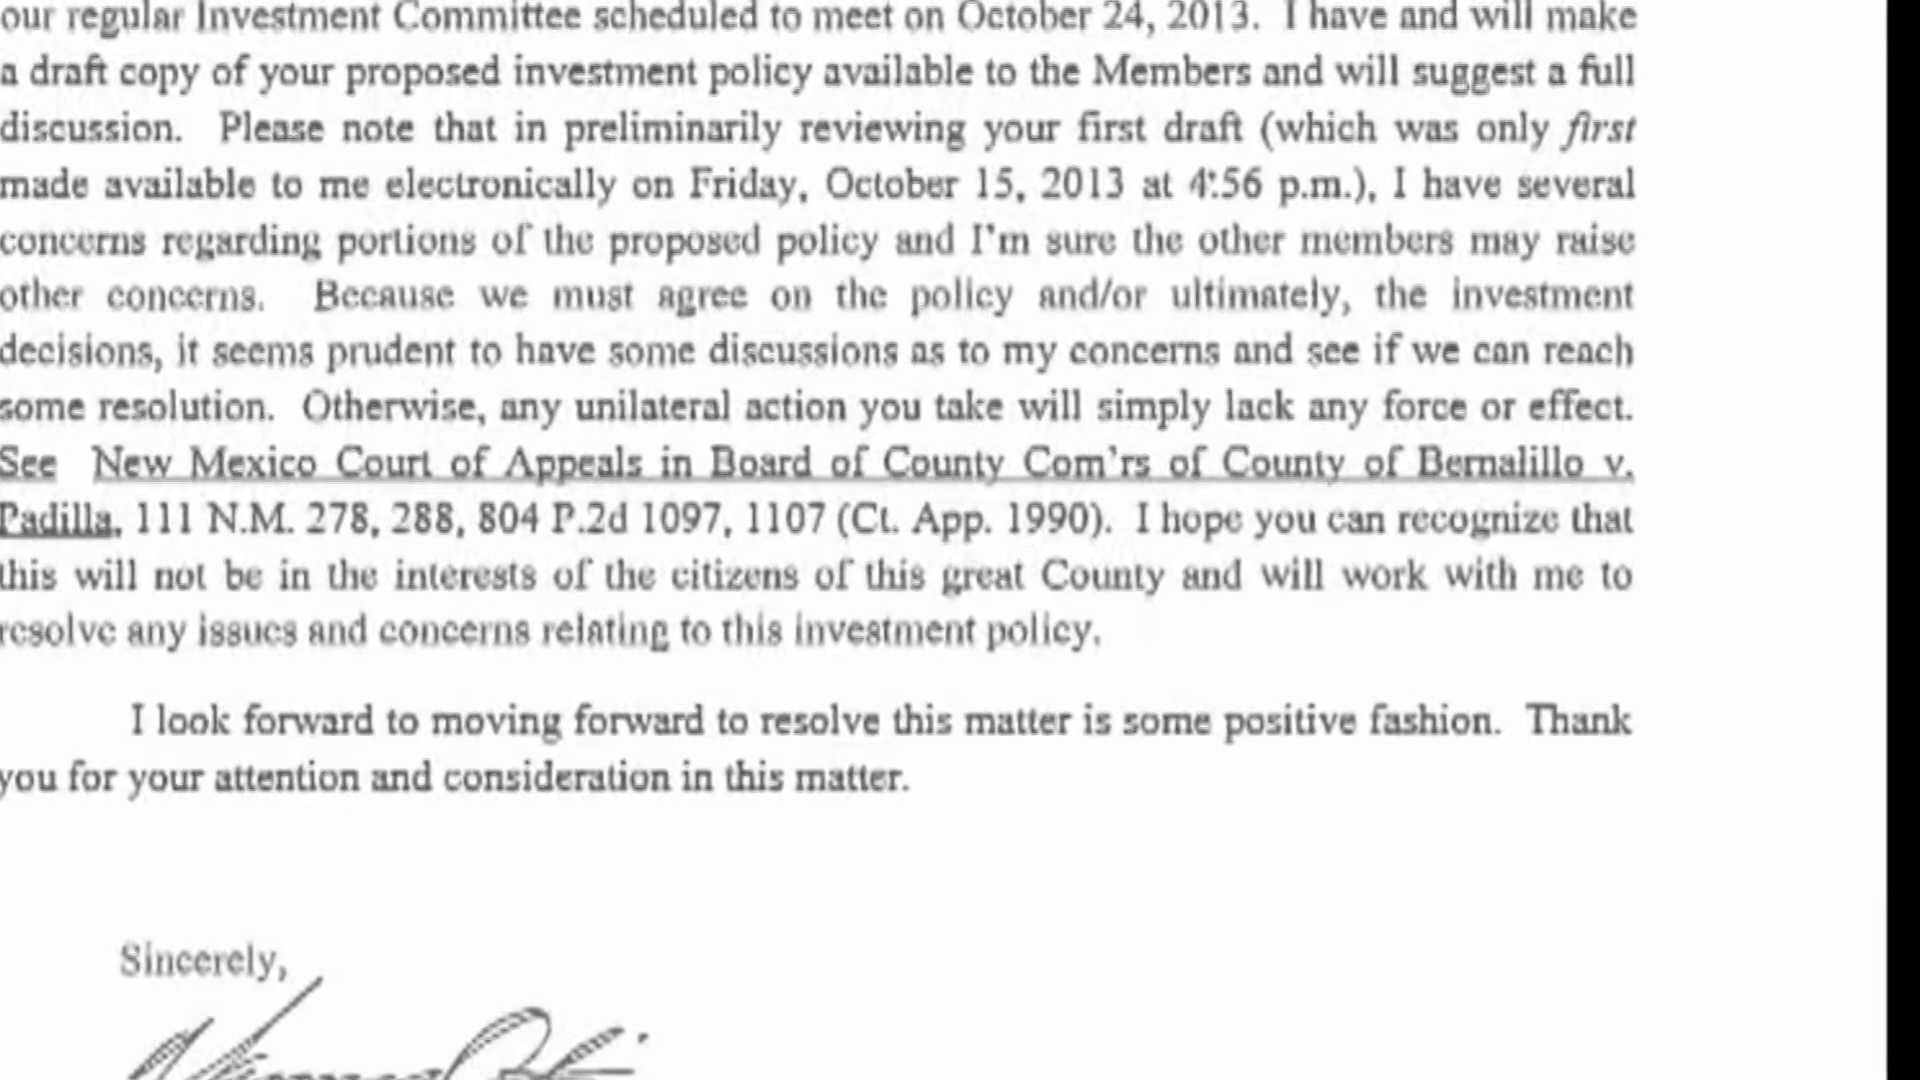 our regular Investment Committee scheduled to meet on October 24, 2013. I have and will make
a draft copy of your proposed investment policy available to the Members and will suggest a full
discussion. Please note that in preliminarily reviewing your first draft (which was only first
made available to me electronically on Friday, October 15, 2013 at 4:56 p.m.), I have several
concerns regarding portions of the proposed policy and I'm sure the other members may raise
other concerns. Because we must agree on the policy and/or ultimately, the investment
decisions, it seems prudent to have some discussions as to my concerns and see if we can reach
some resolution. Otherwise, any unilateral action you take will simply lack any force or effect.
See New Mexico Court of Appeals in Board of County Com'rs of County of Bernalillo v.
Padilla, 111 N.M. 278, 288, 804 P.2d 1097, 1107 (Ct. App. 1990). I hope you can recognize that
this will not be in the interests of the citizens of this great County and will work with me to
resolve any issues and concerns relating to this investment policy.
I look forward to moving forward to resolve this matter is some positive fashion. Thank
you for your attention and consideration in this matter.
Sincerely,